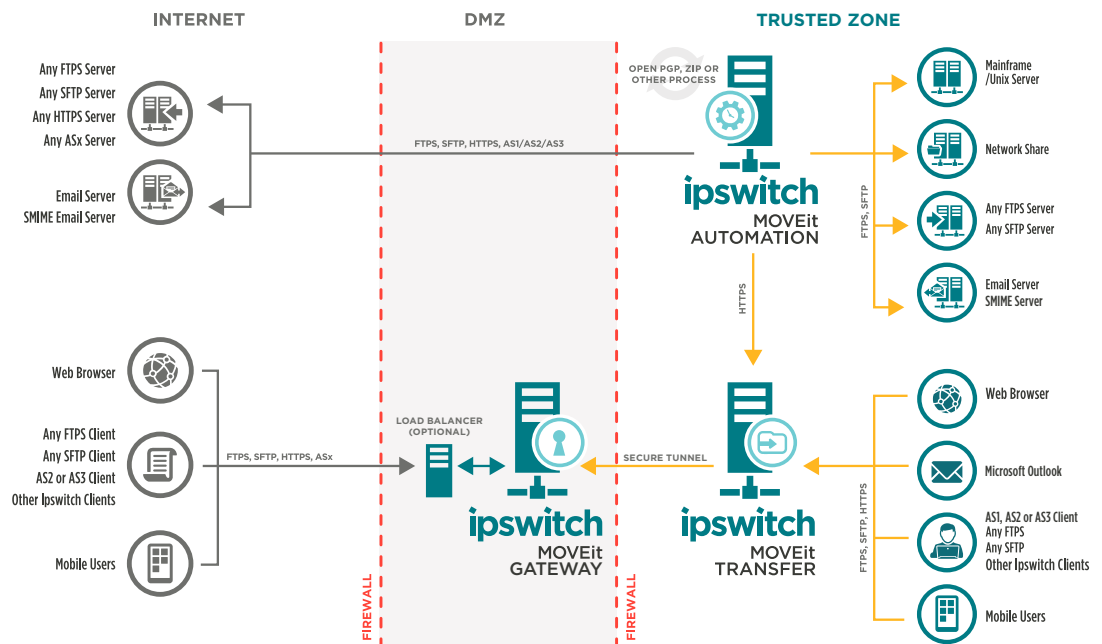 INTERNET
DMZ
TRUSTED ZONE
Any FTPS Server
Any SFTP Server
Any HTTPS Server
Any ASx Server
Email Server
SMIME Email Server
FTPS, SFTP, HTTPS, AS1/AS2/AS3
OPEN PGP, ZIP OR
OTHER PROCESS
ipswitch
MOVEit
AUTOMATION
FTPS, SFTP
Mainframe
/Unix Server
Network Share
Any FTPS Server
Any SFTP Server
Email Server
SMIME Server
HTTPS
Web Browser
Any FTPS Client
Any SFTP Client
AS2 or AS3 Client
Other Ipswitch Clients
Mobile Users
FTPS, SFTP, HTTPS, ASx
LOAD BALANCER
(OPTIONAL)
ipswitch
MOVEit
GATEWAY
SECURE TUNNEL
ipswitch
MOVEit
TRANSFER
FTPS, SFTP, HTTPS
Web Browser
Microsoft Outlook
AS1, AS2 or AS3 Client
Any FTPS
Any SFTP
Other Ipswitch Clients
Mobile Users
FIREWALL
FIREWALL